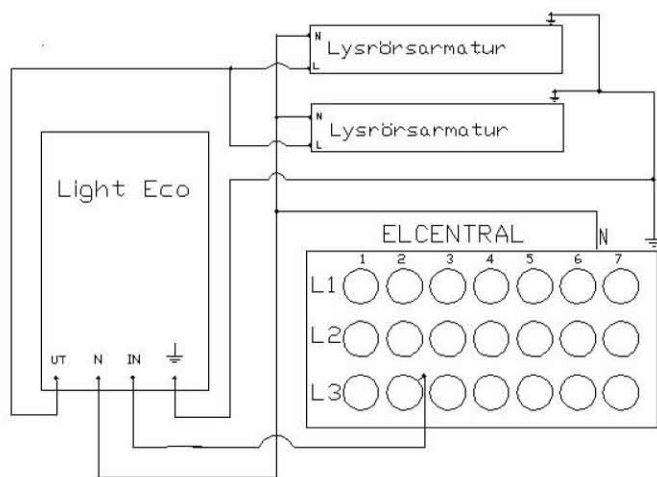 N
Lysrörsarmatur
L
N
Lysrörsarmatur
L
Light Eco
UT N IN
ELCENTRAL N
1 2 3 4 5 6 7
L1
L2
L3